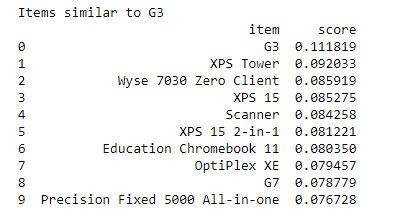 Items similar to G3
item score
0 G3 0.111819
1 XPS Tower 0.092033
2 Wyse 7030 Zero Client 0.085919
3 XPS 15 0.085275
4 Scanner 0.084258
5 XPS 15 2-in-1 0.081221
6 Education Chromebook 11 0.080350
7 OptiPlex XE 0.079457
8 G7 0.078779
9 Precision Fixed 5000 All-in-one 0.076728